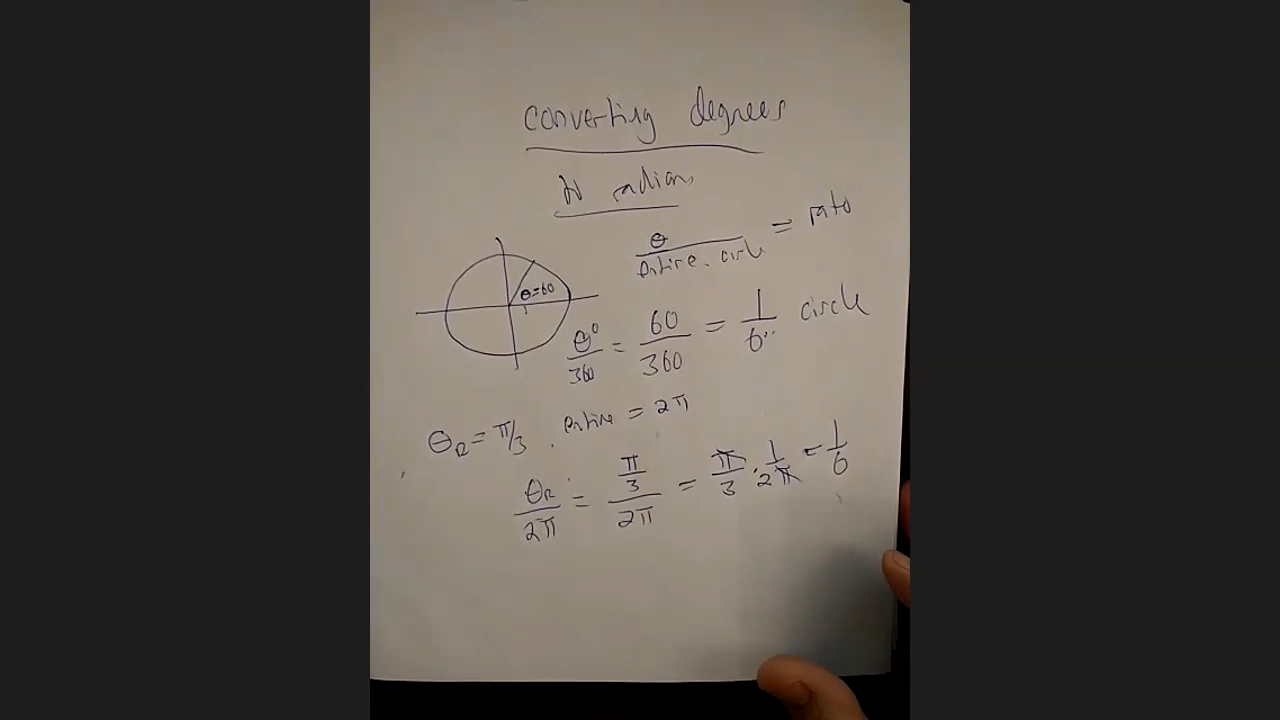 converting degrees
to radians
θ / entire circle = ratio
θ=60
θ° / 360 = 60 / 360 = 1 / 6 circle
θR = π/3 . entire = 2π
θR / 2π = π/3 / 2π = π / 3 · 1 / 2π = 1 / 6